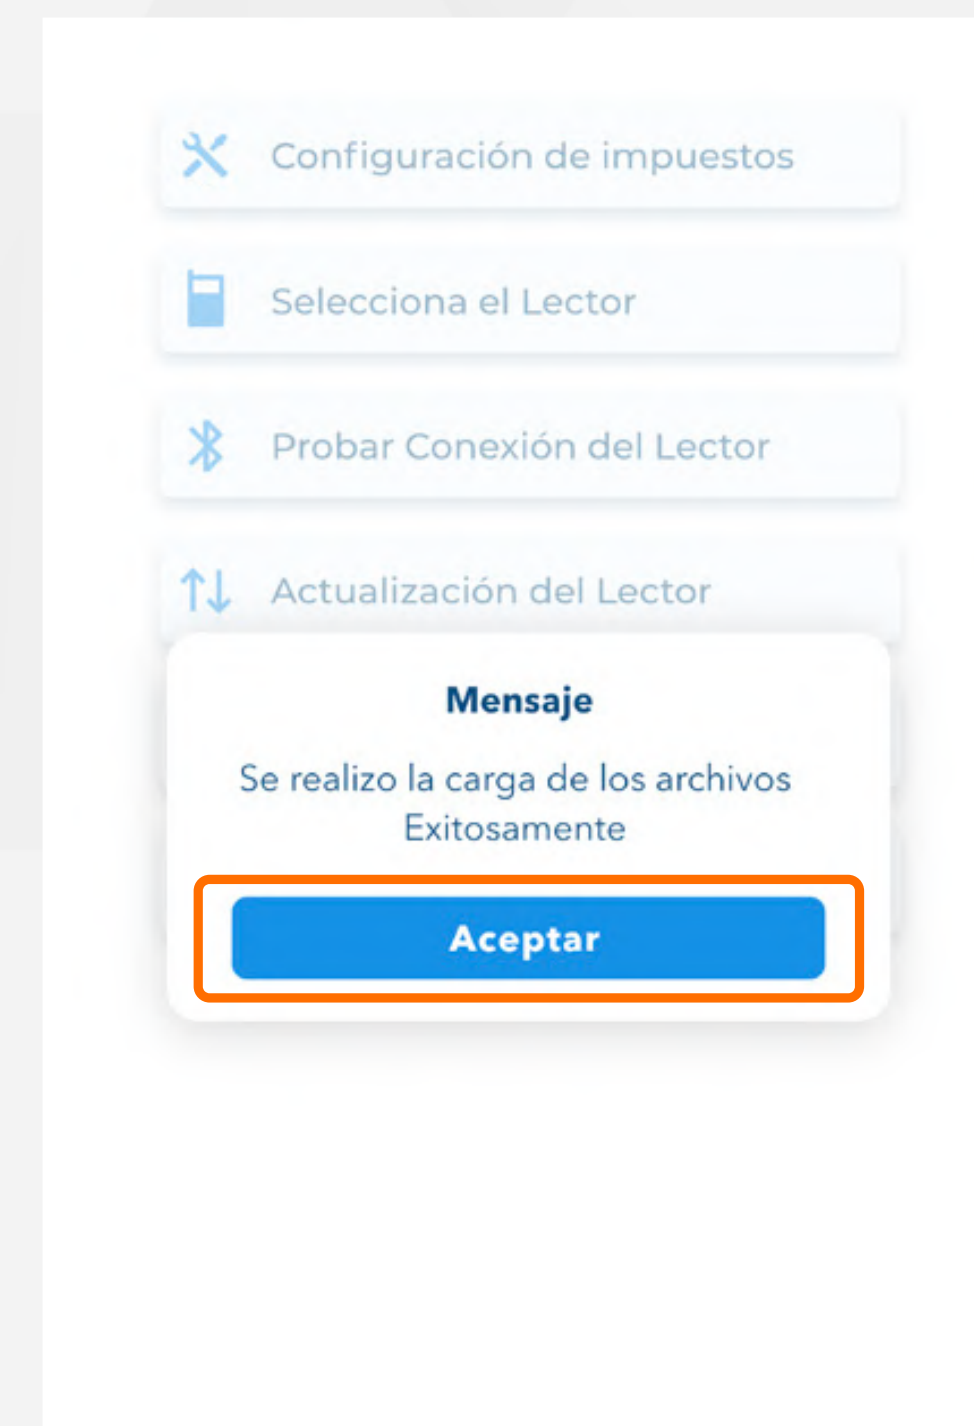 Configuración de impuestos
Selecciona el Lector
Probar Conexión del Lector
Actualización del Lector
Mensaje
Se realizo la carga de los archivos
Exitosamente
Aceptar